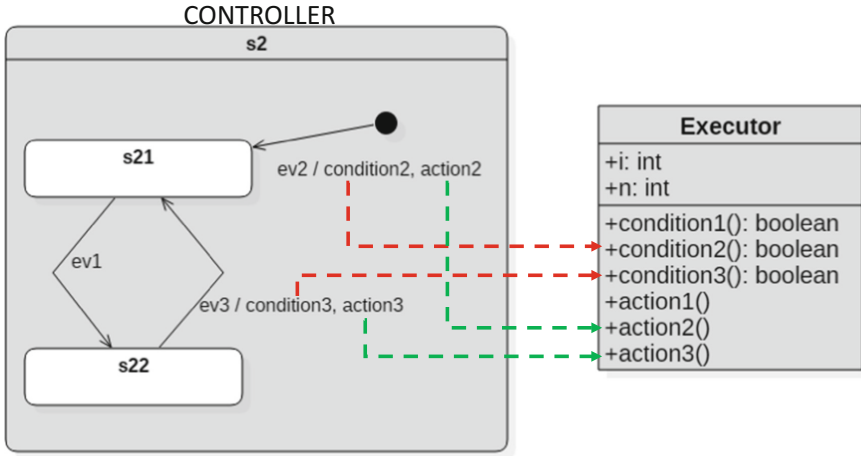 CONTROLLER
s2
s21
ev2 / condition2, action2
ev1
ev3 / condition3, action3
s22
Executor
+i: int
+n: int
+condition1(): boolean
+condition2(): boolean
+condition3(): boolean
+action1()
+action2()
+action3()